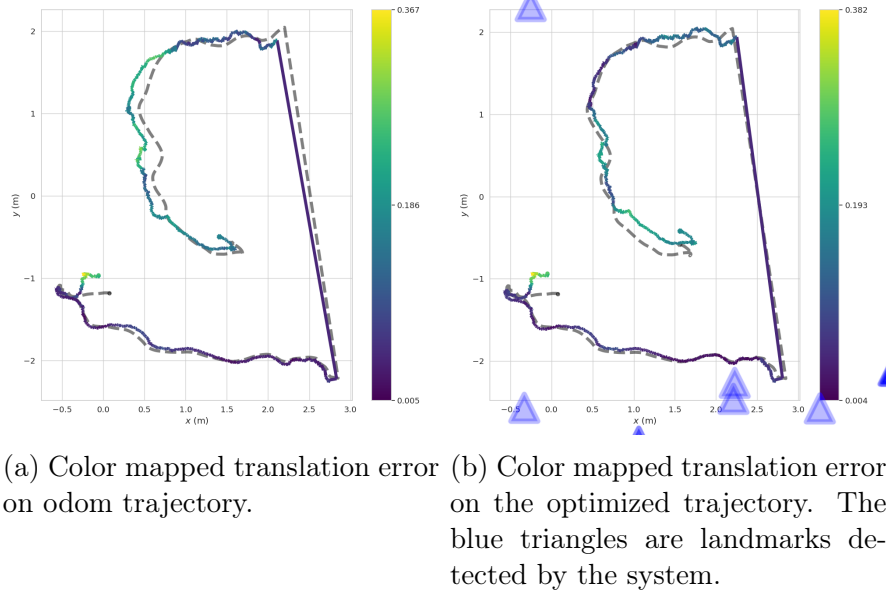 0.367
0.186
0.005
2
1
0
−1
−2
y (m)
−0.5 0.0 0.5 1.0 1.5 2.0 2.5 3.0
x (m)
0.382
0.193
0.004
2
1
0
−1
−2
y (m)
−0.5 0.0 0.5 1.0 1.5 2.0 2.5 3.0
x (m)
(a) Color mapped translation error
on odom trajectory.
(b) Color mapped translation error
on the optimized trajectory. The
blue triangles are landmarks de-
tected by the system.